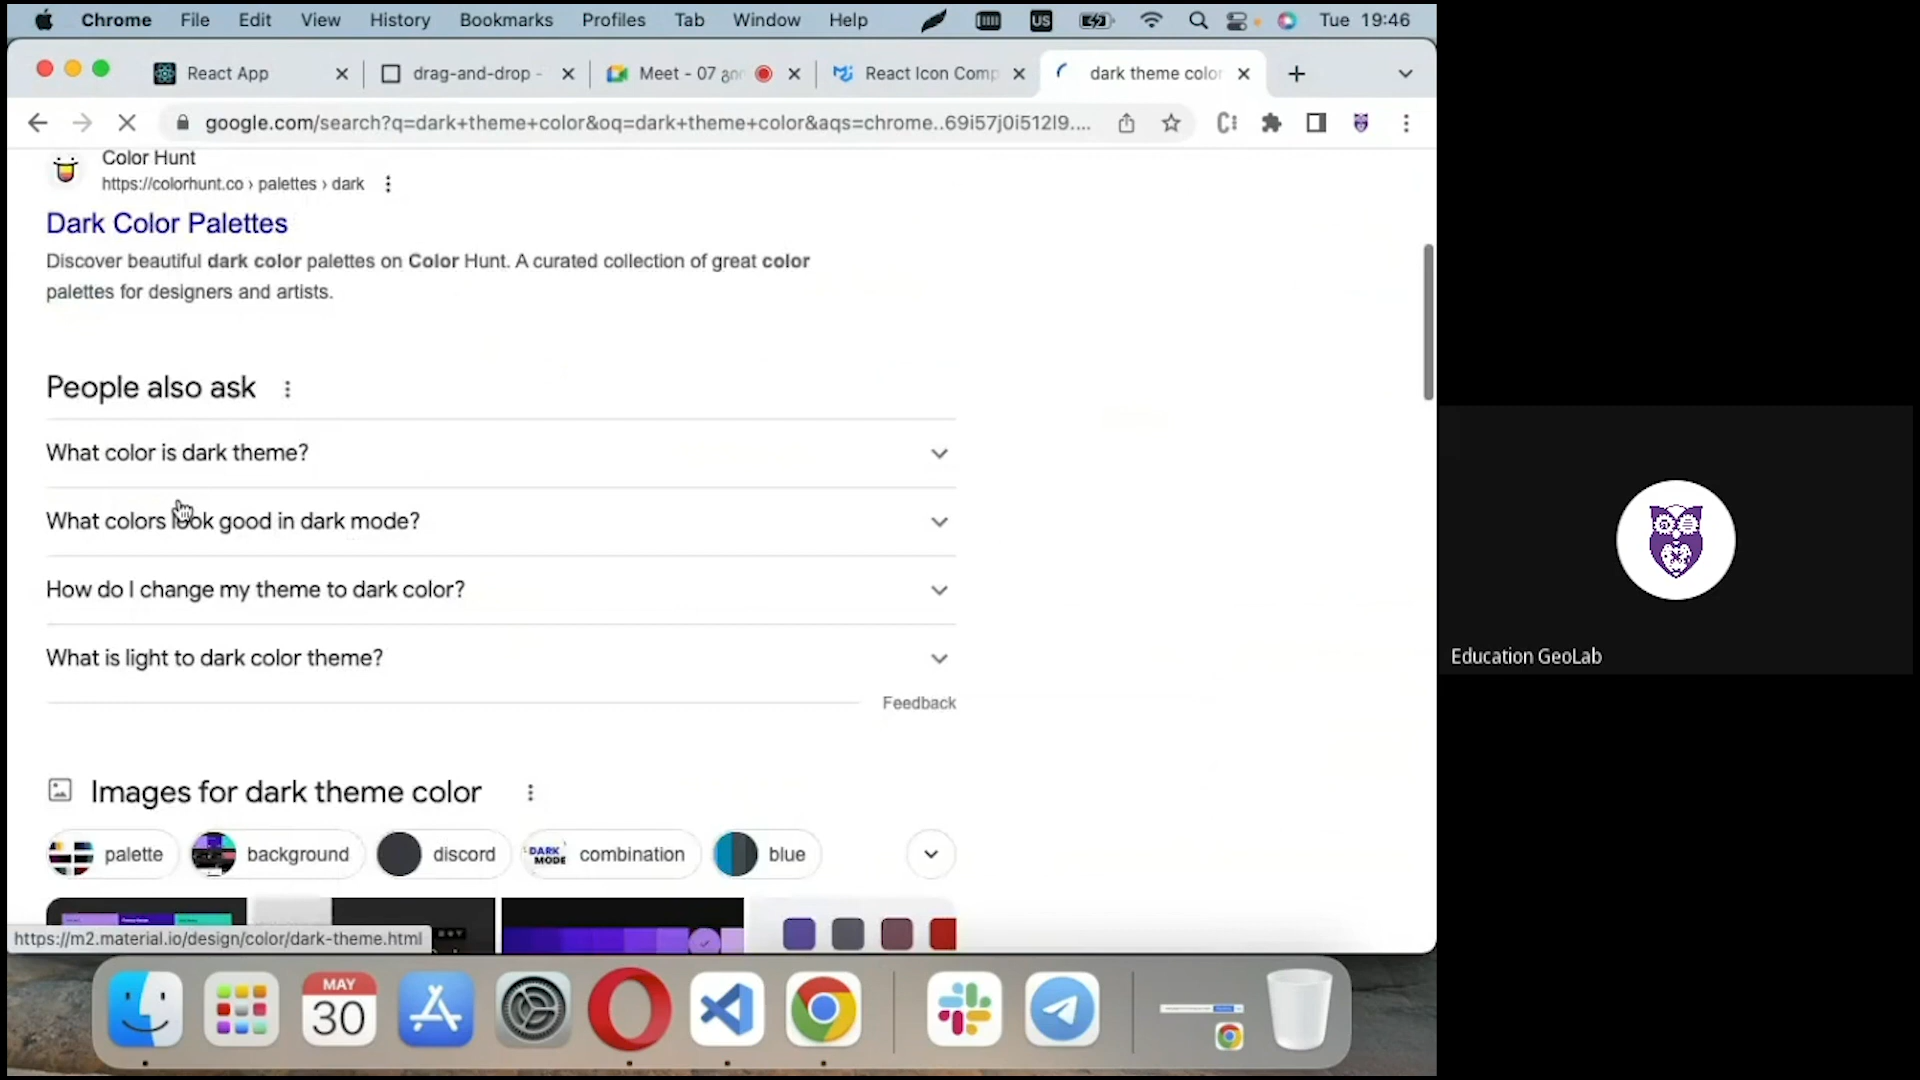 Chrome File Edit View History Bookmarks Profiles Tab Window Help US Tue 19:46
React App drag-and-drop - Meet - 07 React Icon Comp dark theme color
google.com/search?q=dark+theme+color&oq=dark+theme+color&aqs=chrome..69i57j0i512l9....
Color Hunt
https://colorhunt.co › palettes › dark
Dark Color Palettes
Discover beautiful dark color palettes on Color Hunt. A curated collection of great color
palettes for designers and artists.
People also ask
What color is dark theme?
What colors look good in dark mode?
How do I change my theme to dark color?
What is light to dark color theme?
Feedback
Images for dark theme color
palette background discord DARK MODE combination blue
https://m2.material.io/design/color/dark-theme.html
MAY
30
Education GeoLab